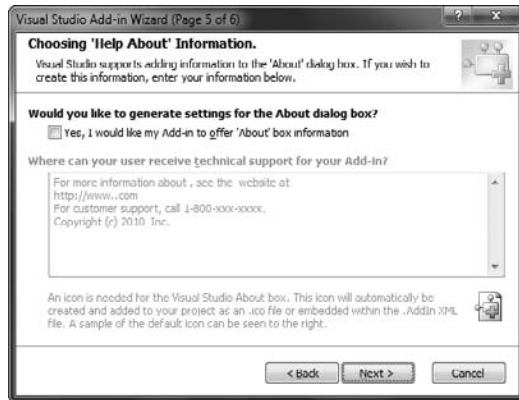 Visual Studio Add-in Wizard (Page 5 of 6)
Choosing 'Help About' Information.
Visual Studio supports adding information to the 'About' dialog box. If you wish to
create this information, enter your information below.
Would you like to generate settings for the About dialog box?
Yes, I would like my Add-in to offer 'About' box information
Where can your user receive technical support for your Add-in?
For more information about , see the website at
http://www..com
For customer support, call 1-800-xxx-xxxx.
Copyright (c) 2010 Inc.
An icon is needed for the Visual Studio About box. This icon will automatically be
created and added to your project as an .ico file or embedded within the .AddIn XML
file. A sample of the default icon can be seen to the right.
< Back Next > Cancel